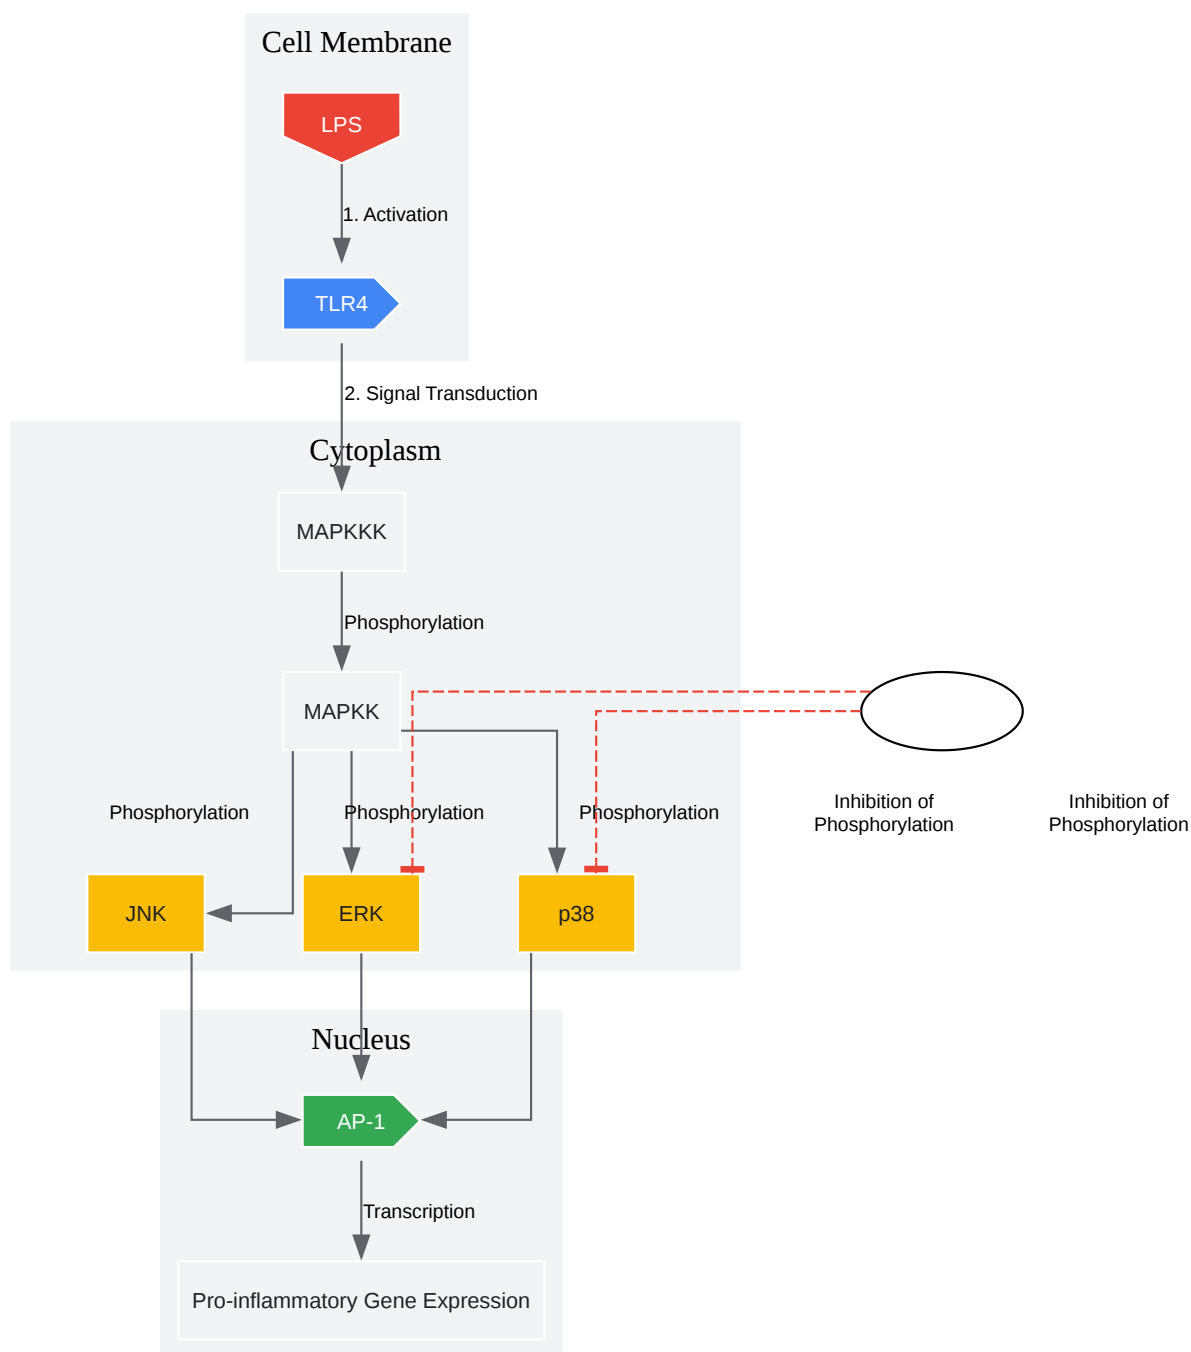 Cell Membrane
LPS
1. Activation
TLR4
2. Signal Transduction
Cytoplasm
MAPKKK
Phosphorylation
MAPKK
Phosphorylation
Phosphorylation
Phosphorylation
Inhibition of
Phosphorylation
Inhibition of
Phosphorylation
JNK
ERK
p38
Nucleus
AP-1
Transcription
Pro-inflammatory Gene Expression